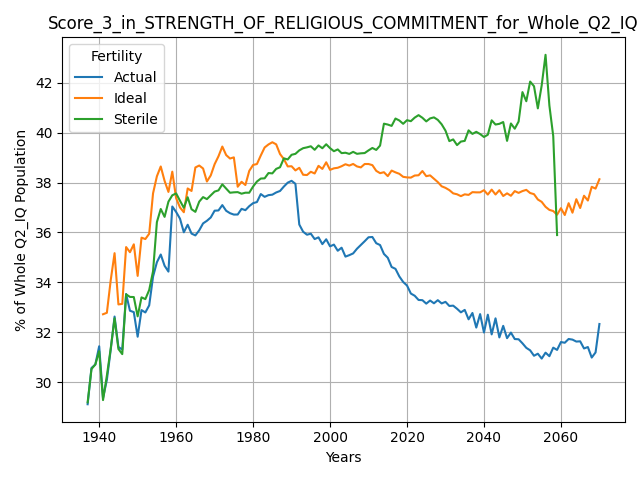 Score_3_in_STRENGTH_OF_RELIGIOUS_COMMITMENT_for_Whole_Q2_IQ
Fertility
Actual
Ideal
Sterile
% of Whole Q2_IQ Population
42
40
38
36
34
32
30
1940 1960 1980 2000 2020 2040 2060
Years